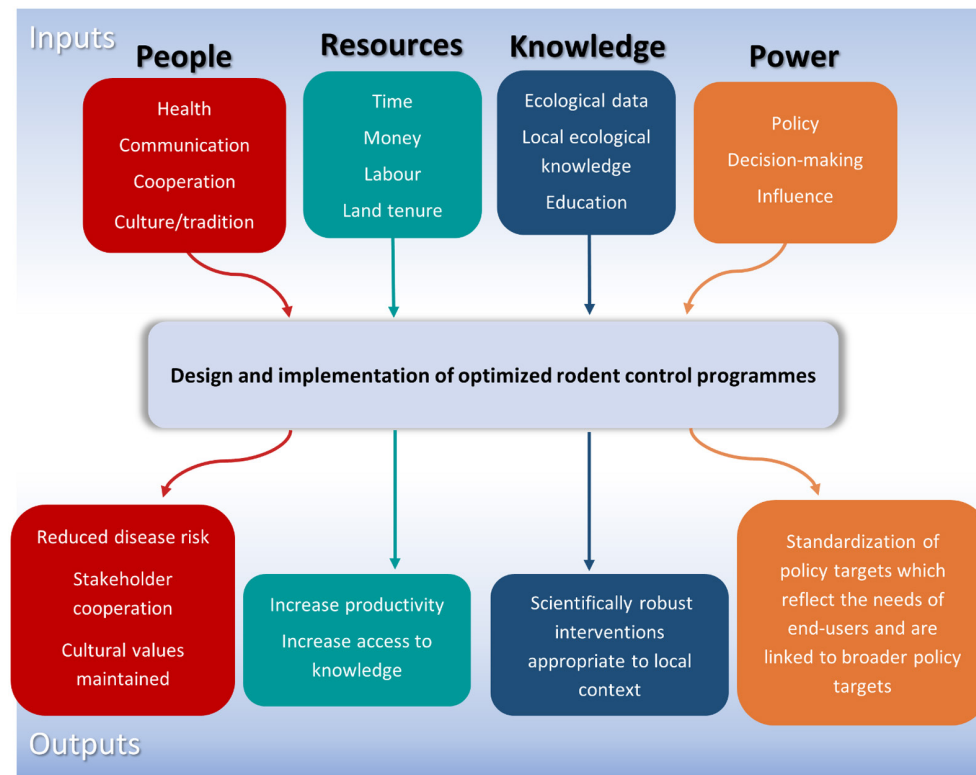 Inputs
People
Resources
Knowledge
Power
Health
Communication
Cooperation
Culture/tradition
Time
Money
Labour
Land tenure
Ecological data
Local ecological
knowledge
Education
Policy
Decision-making
Influence
Design and implementation of optimized rodent control programmes
Reduced disease risk
Stakeholder
cooperation
Cultural values
maintained
Increase productivity
Increase access to
knowledge
Scientifically robust
interventions
appropriate to local
context
Standardization of
policy targets which
reflect the needs of
end-users and are
linked to broader policy
targets
Outputs